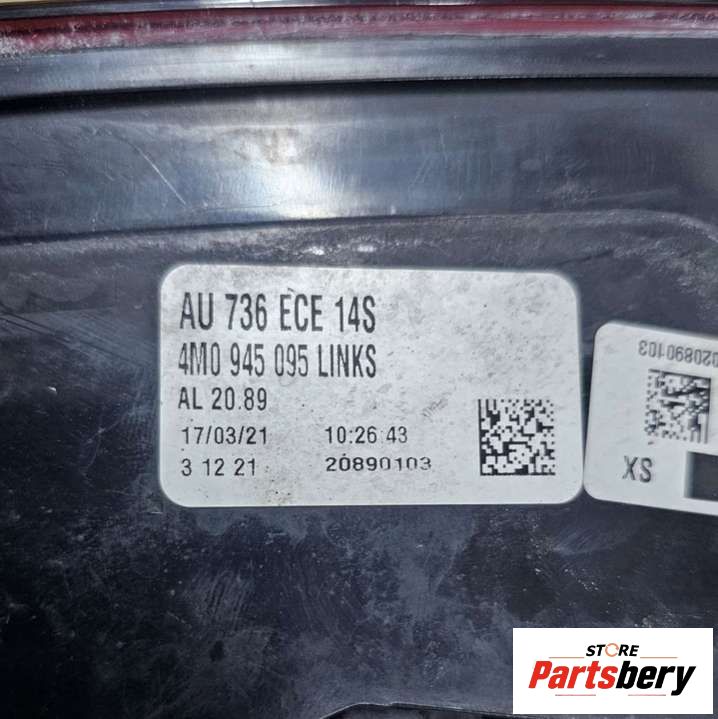 AU 736 ECE 14S
4M0 945 095 LINKS
AL 20.89
17/03/21 10:26:43
3 12 21 20890103
020890103
SX
STORE
Partsbery